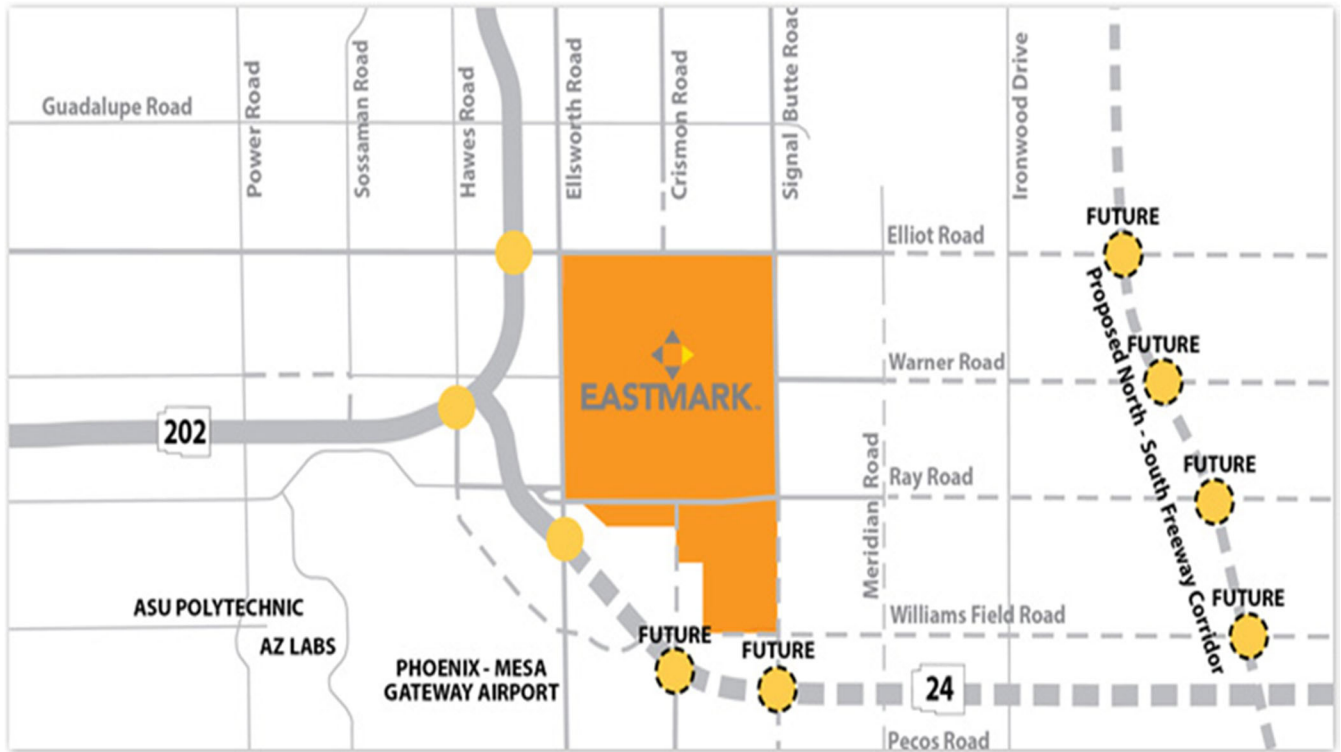 Guadalupe Road
Power Road
Sossaman Road
Hawes Road
Ellsworth Road
Crismon Road
Signal Butte Road
Ironwood Drive
FUTURE
Elliot Road
Proposed North - South Freeway Corridor
FUTURE
Warner Road
EASTMARK.
202
FUTURE
Ray Road
Meridian Road
ASU POLYTECHNIC
AZ LABS
FUTURE
Williams Field Road
FUTURE
FUTURE
PHOENIX - MESA
GATEWAY AIRPORT
24
Pecos Road